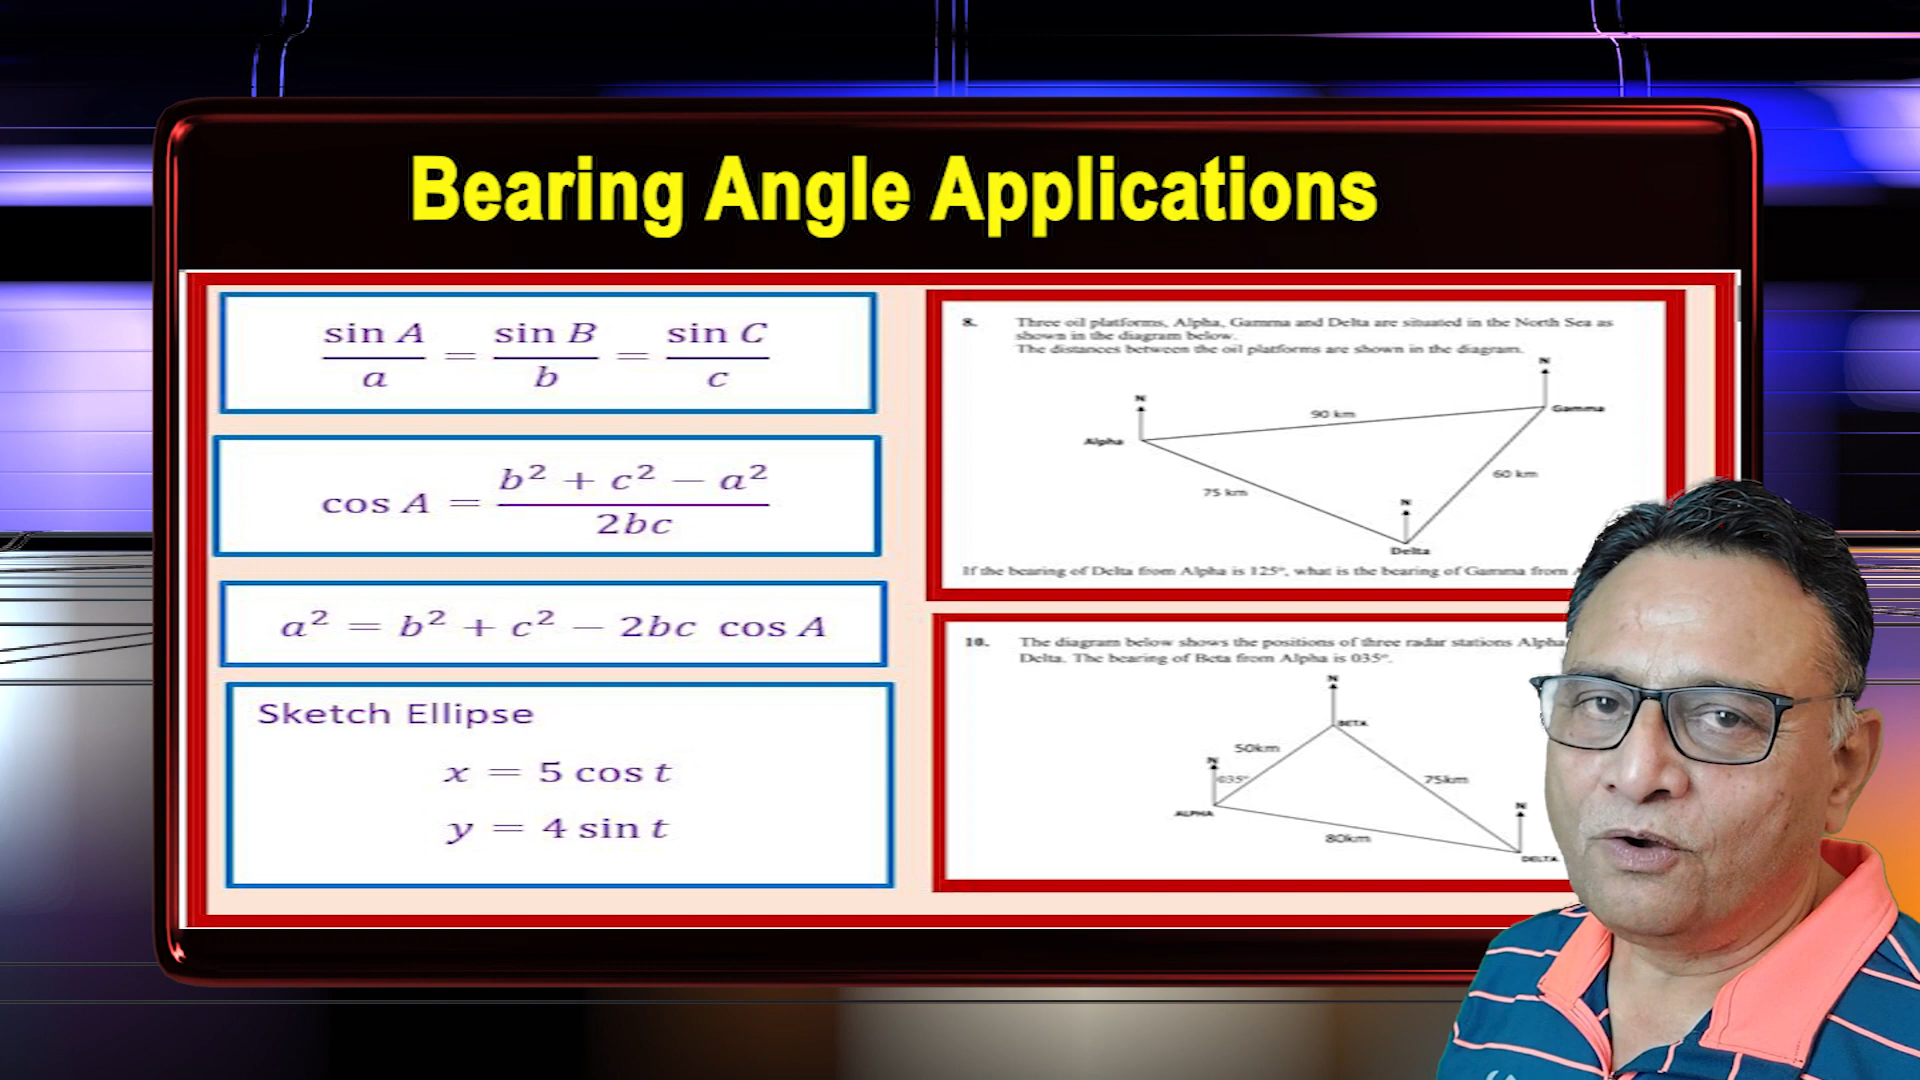 Bearing Angle Applications
sin A / a = sin B / b = sin C / c
cos A = b² + c² − a² / 2bc
a² = b² + c² − 2bc cos A
Sketch Ellipse
x = 5 cos t
y = 4 sin t
8. Three oil platforms, Alpha, Gamma and Delta are situated in the North Sea as
shown in the diagram below.
The distances between the oil platforms are shown in the diagram.
N
N
90 km
Gamma
Alpha
60 km
75 km
N
Delta
If the bearing of Delta from Alpha is 125°, what is the bearing of Gamma from
10. The diagram below shows the positions of three radar stations Alpha
Delta. The bearing of Beta from Alpha is 035°.
N
BETA
50km
N
035°
75km
ALPHA
N
80km
DELTA